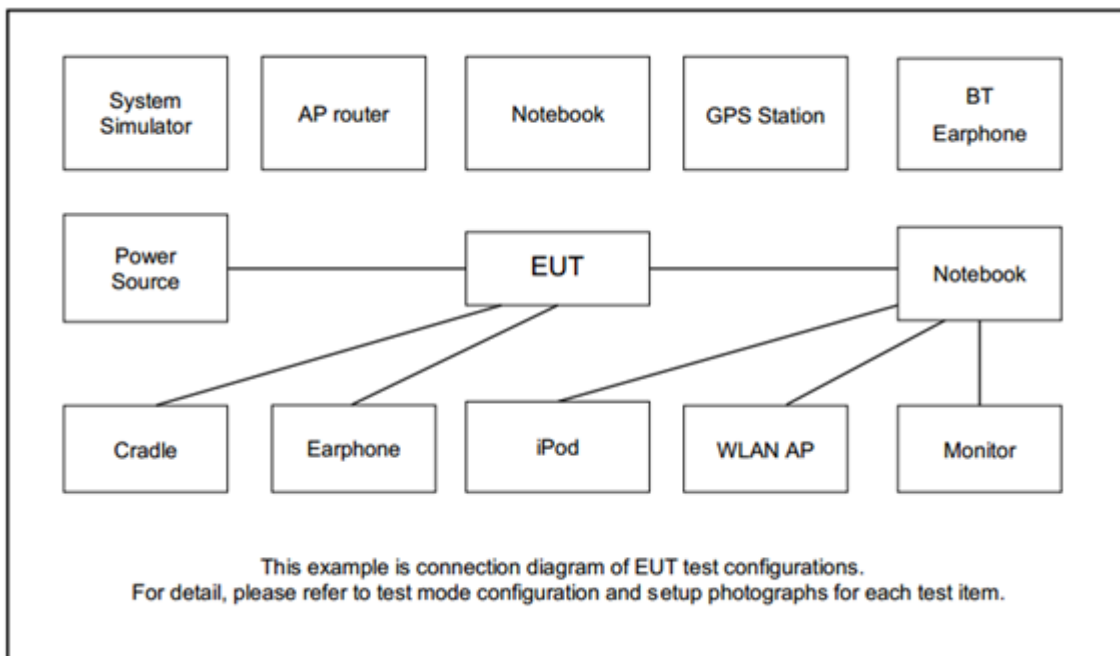 System
Simulator
AP router
Notebook
GPS Station
BT
Earphone
Power
Source
EUT
Notebook
Cradle
Earphone
iPod
WLAN AP
Monitor
This example is connection diagram of EUT test configurations.
For detail, please refer to test mode configuration and setup photographs for each test item.